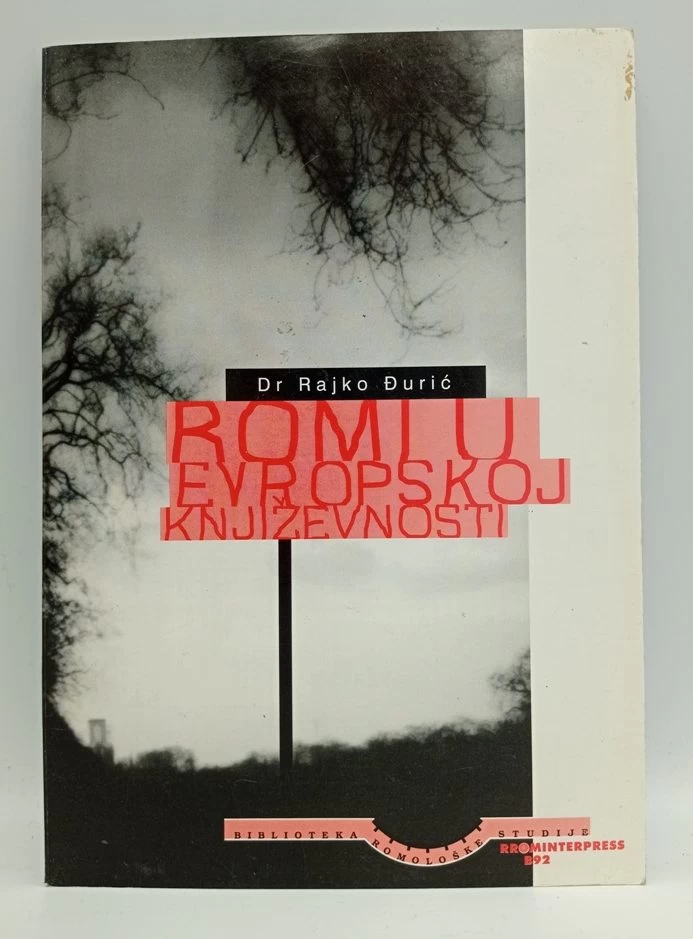 Dr Rajko Đurić
ROMI U
EVROPSKOJ
KNJIŽEVNOSTI
BIBLIOTEKA ROMOLOŠKE STUDIJE
RROMINTERPRESS
B92